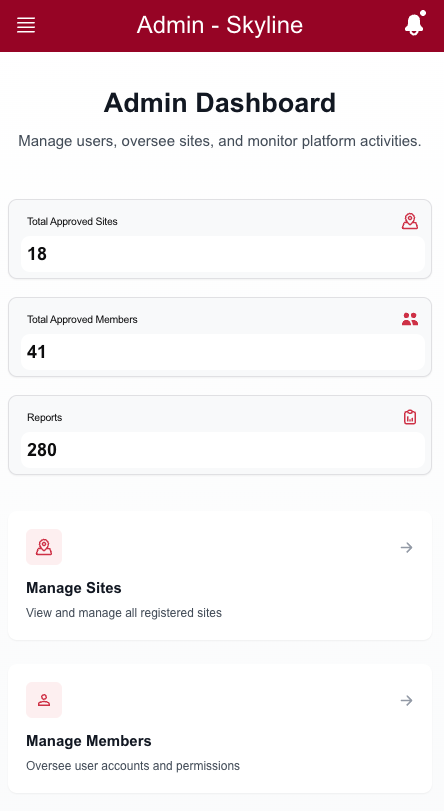 Admin - Skyline
Admin Dashboard
Manage users, oversee sites, and monitor platform activities.
Total Approved Sites
18
Total Approved Members
41
Reports
280
Manage Sites
View and manage all registered sites
Manage Members
Oversee user accounts and permissions